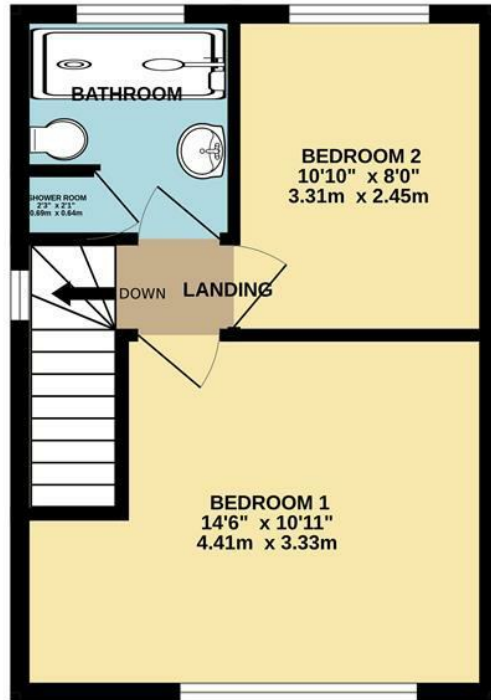 BATHROOM
BEDROOM 2
10'10" x 8'0"
3.31m x 2.45m
SHOWER ROOM
2'3" x 2'1"
0.69m x 0.64m
DOWN
LANDING
BEDROOM 1
14'6" x 10'11"
4.41m x 3.33m